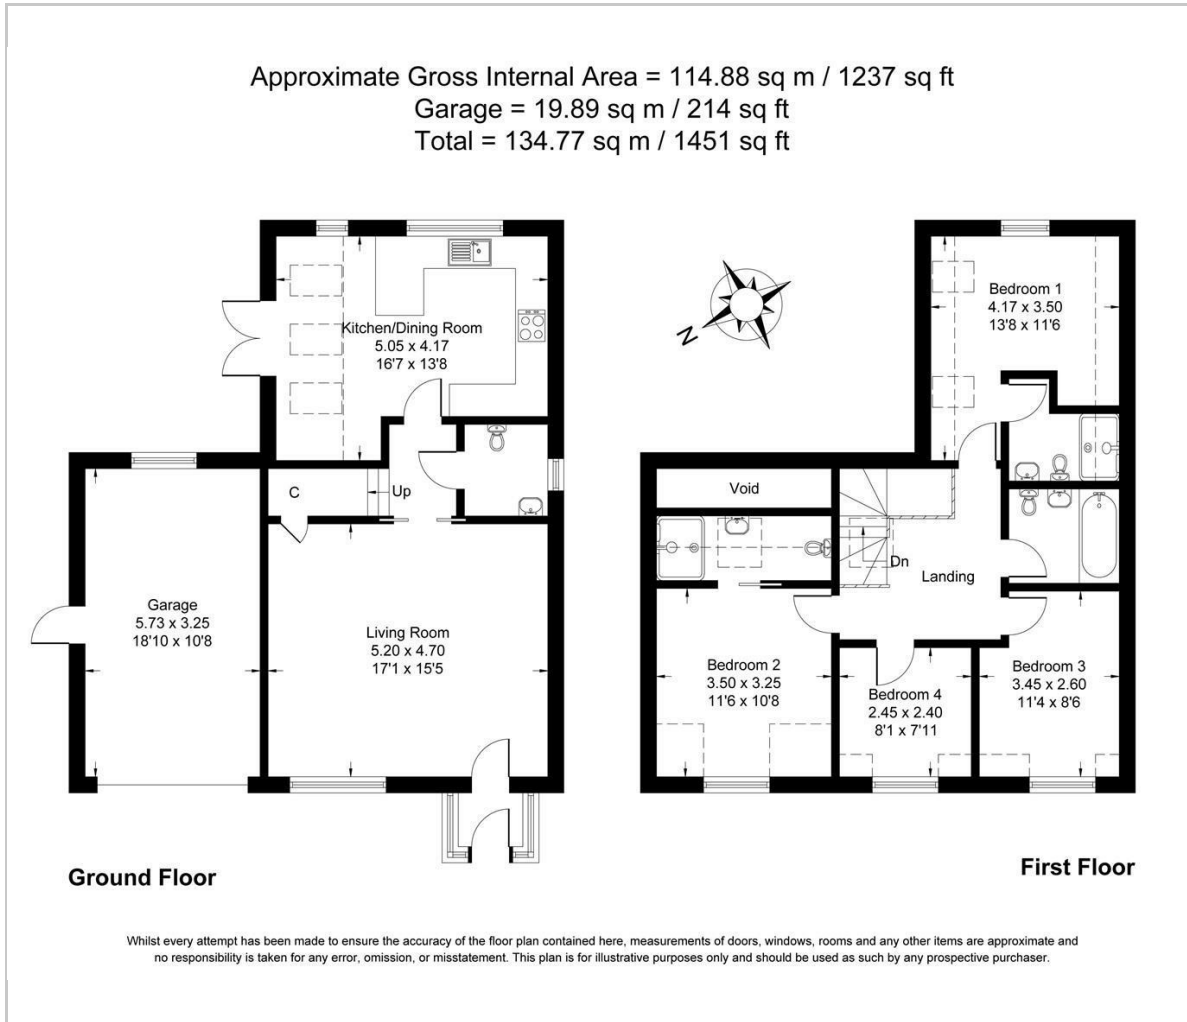 Approximate Gross Internal Area = 114.88 sq m / 1237 sq ft
Garage = 19.89 sq m / 214 sq ft
Total = 134.77 sq m / 1451 sq ft
Kitchen/Dining Room
5.05 x 4.17
16'7 x 13'8
N
Bedroom 1
4.17 x 3.50
13'8 x 11'6
C
Up
Void
Dn
Landing
Garage
5.73 x 3.25
18'10 x 10'8
Living Room
5.20 x 4.70
17'1 x 15'5
Bedroom 2
3.50 x 3.25
11'6 x 10'8
Bedroom 4
2.45 x 2.40
8'1 x 7'11
Bedroom 3
3.45 x 2.60
11'4 x 8'6
Ground Floor
First Floor
Whilst every attempt has been made to ensure the accuracy of the floor plan contained here, measurements of doors, windows, rooms and any other items are approximate and
no responsibility is taken for any error, omission, or misstatement. This plan is for illustrative purposes only and should be used as such by any prospective purchaser.